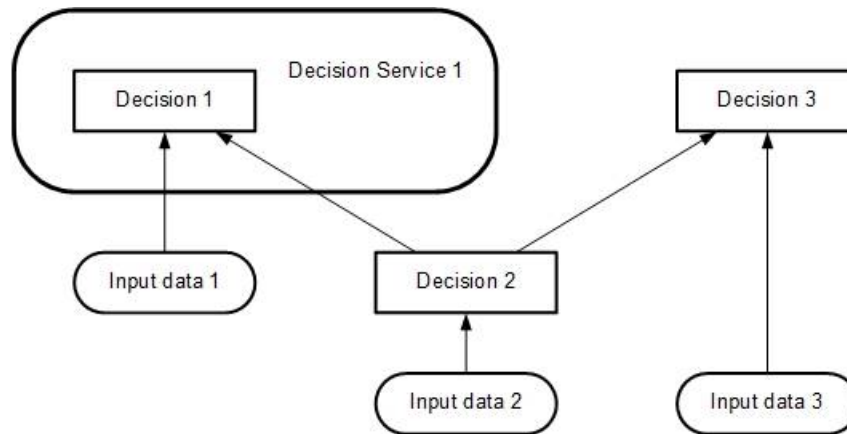 Decision Service 1
Decision 1
Decision 3
Input data 1
Decision 2
Input data 2
Input data 3